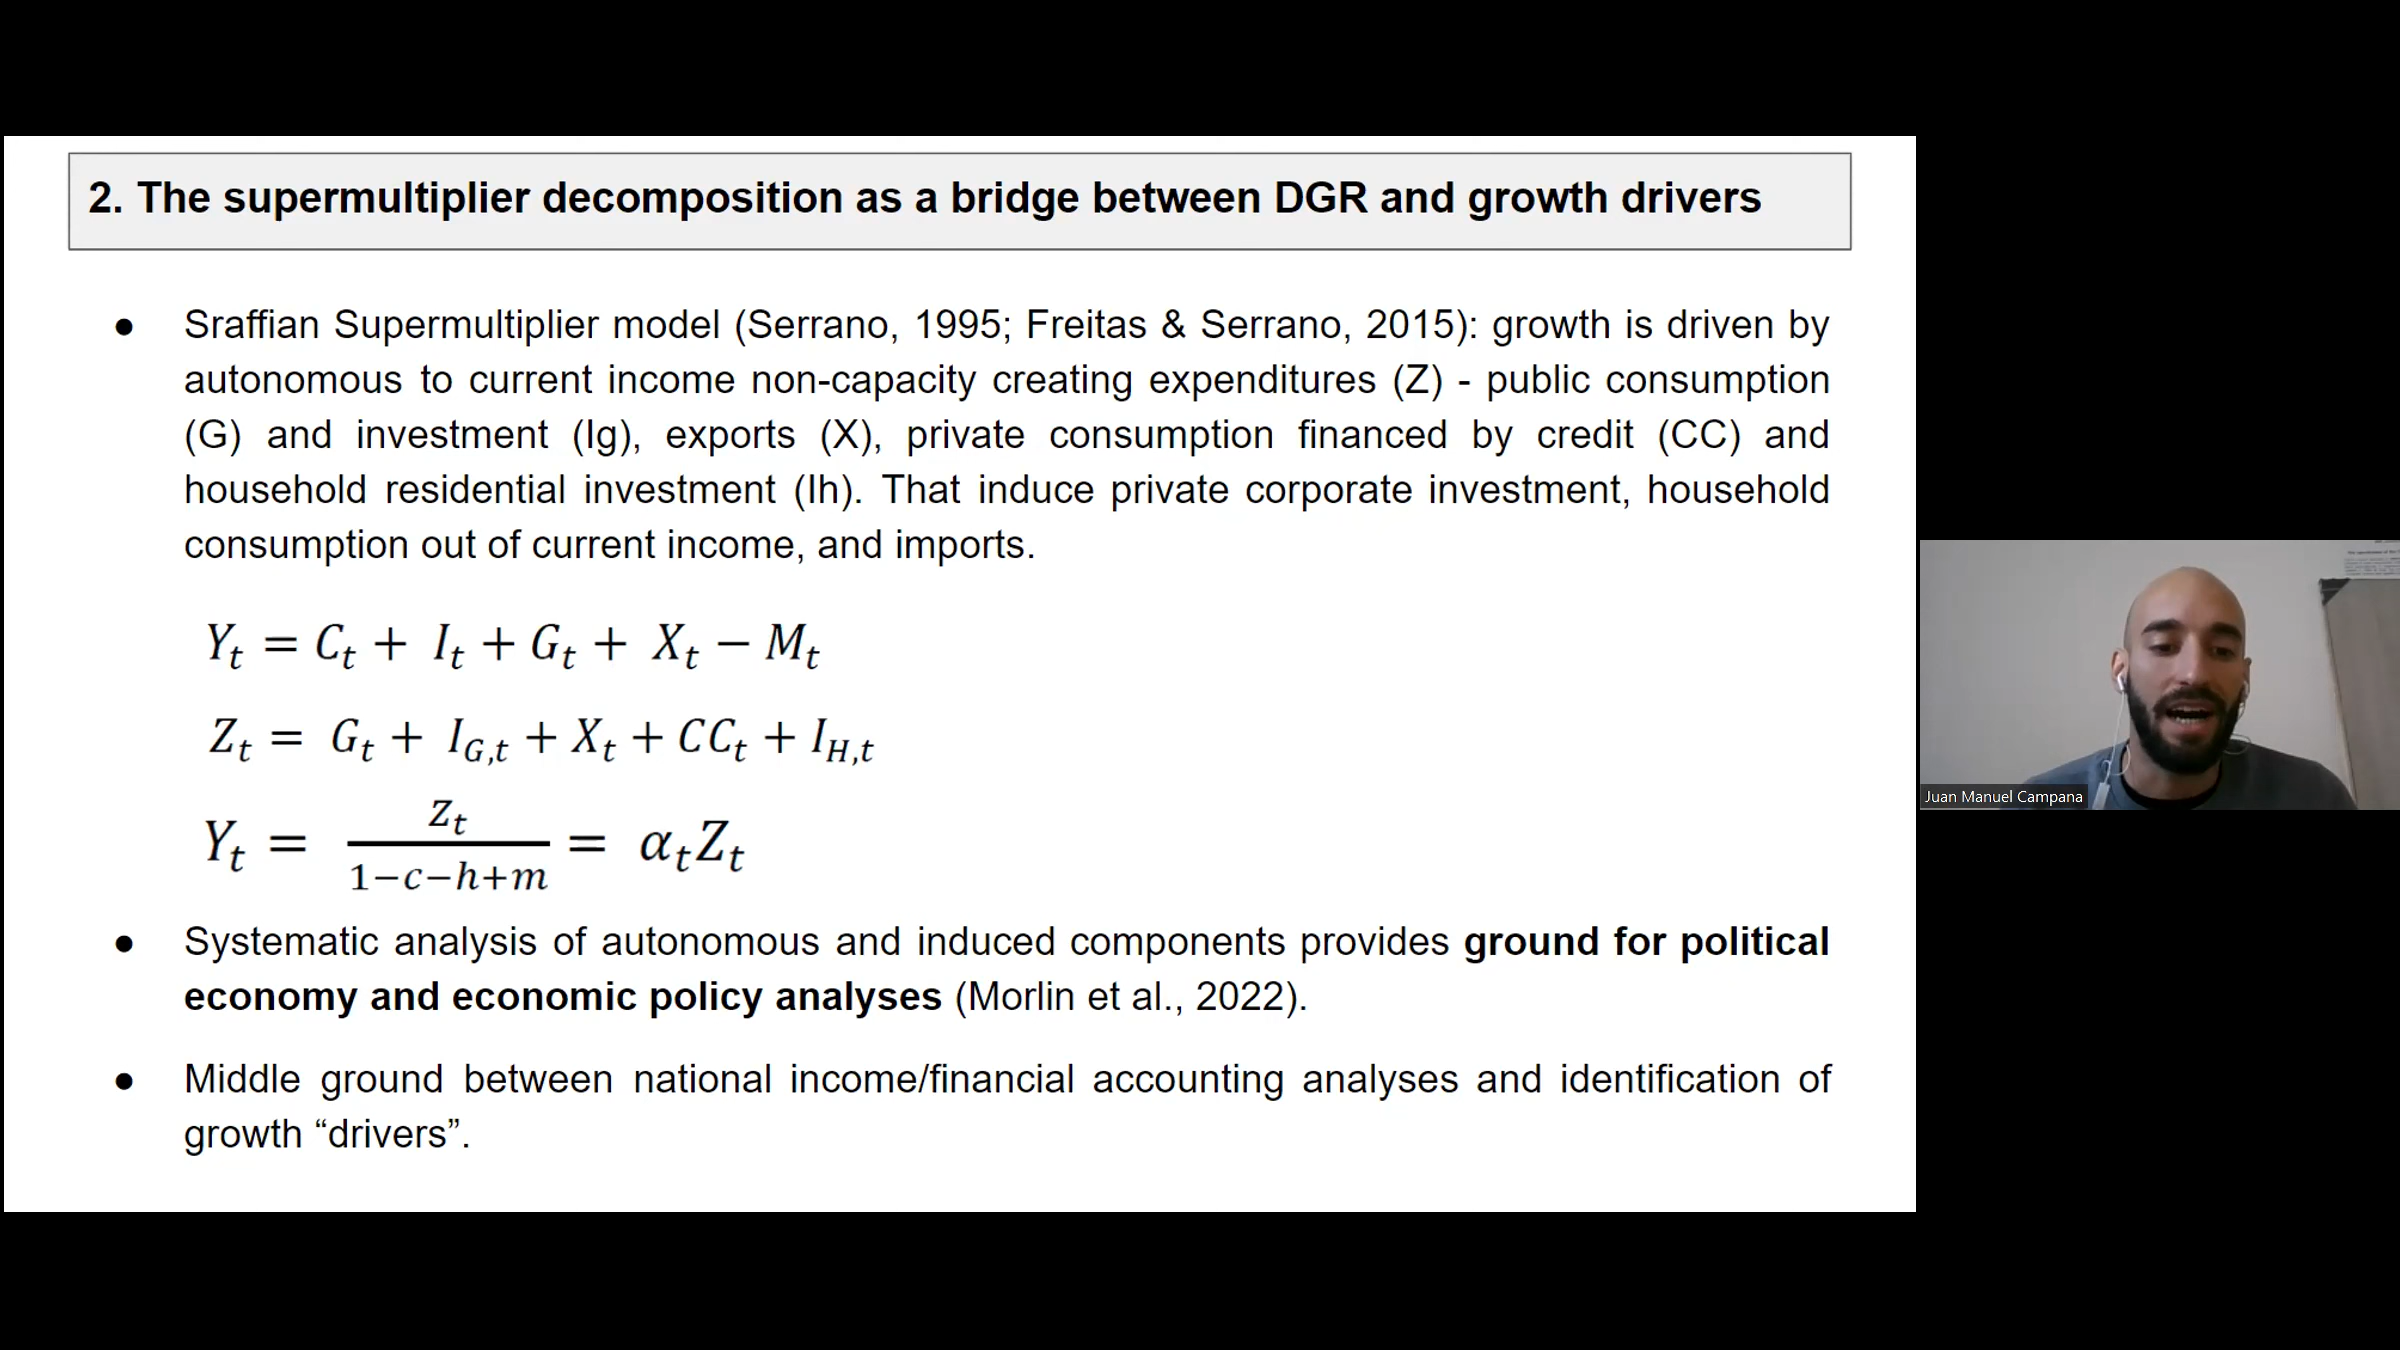 2. The supermultiplier decomposition as a bridge between DGR and growth drivers
● Sraffian Supermultiplier model (Serrano, 1995; Freitas & Serrano, 2015): growth is driven by
autonomous to current income non-capacity creating expenditures (Z) - public consumption
(G) and investment (Ig), exports (X), private consumption financed by credit (CC) and
household residential investment (Ih). That induce private corporate investment, household
consumption out of current income, and imports.
Yₜ = Cₜ + Iₜ + Gₜ + Xₜ − Mₜ
Zₜ = Gₜ + I_{G,t} + Xₜ + CCₜ + I_{H,t}
Yₜ = Zₜ / (1−c−h+m) = αₜZₜ
● Systematic analysis of autonomous and induced components provides ground for political
economy and economic policy analyses (Morlin et al., 2022).
● Middle ground between national income/financial accounting analyses and identification of
growth “drivers”.
Juan Manuel Campana